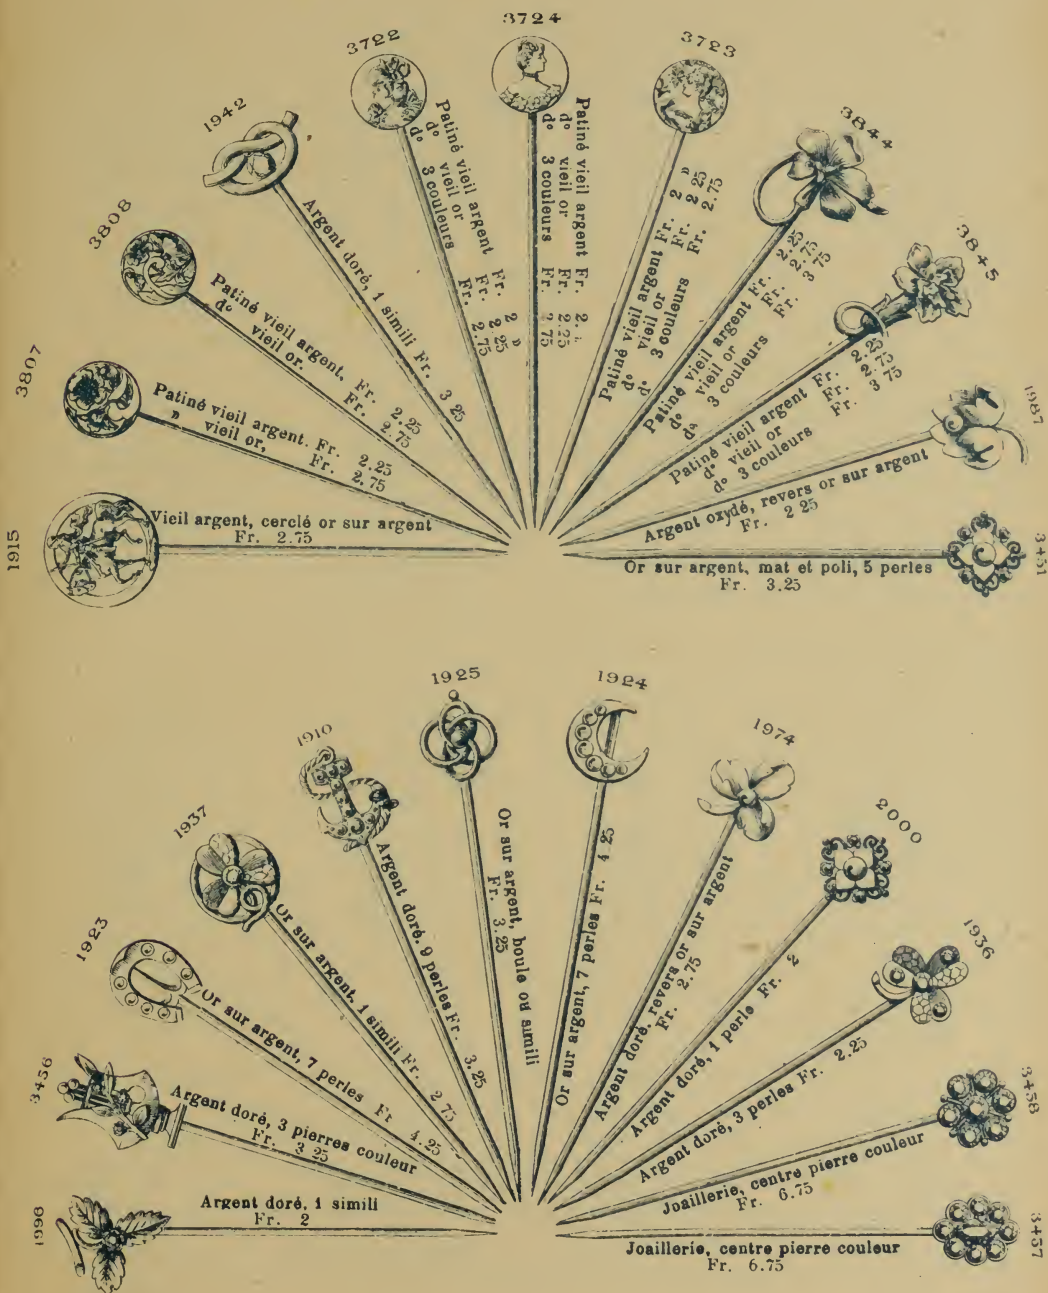 1915
Vieil argent, cerclé or sur argent
Fr. 2.75
3807
Patiné vieil argent. Fr. 2.25
» vieil or, Fr. 2.75
3808
Patiné vieil argent, Fr. 2.25
do vieil or. Fr. 2.75
1942
Argent doré, 1 simili Fr. 3 25
3722
Patiné vieil argent Fr. 2 »
do vieil or Fr. 2 25
do 3 couleurs Fr. 2.75
3724
Patiné vieil argent Fr. 2
do vieil or Fr. 2.25
do 3 couleurs Fr. 2 75
3723
Patiné vieil argent Fr. 2 »
do vieil or Fr. 2 25
do 3 couleurs Fr. 2.75
3844
Patiné vieil argent Fr. 2.25
do vieil or Fr. 2.75
do 3 couleurs Fr. 3 75
3845
Patiné vieil argent Fr. 2.25
do vieil or Fr. 2.75
do 3 couleurs Fr. 3 75
1987
Argent oxydé, revers or sur argent
Fr. 2 25
3451
Or sur argent, mat et poli, 5 perles
Fr. 3.25
1998
Argent doré, 1 simili
Fr. 2
3456
Argent doré, 3 pierres couleur
Fr. 3 25
1923
Or sur argent, 7 perles Fr 4.25
1937
Or sur argent, 1 simili Fr. 2 75
1910
Argent doré. 9 perles Fr. 3.25
1925
Or sur argent, boule ou simili
Fr. 3.25
1924
Or sur argent, 7 perles Fr. 4 25
1974
Argent doré, revers or sur argent
Fr. 2.75
2000
Argent doré, 1 perle Fr. 2
1936
Argent doré, 3 perles Fr. 2.25
3458
Joaillerie, centre pierre couleur
Fr. 6.75
3457
Joaillerie, centre pierre couleur
Fr. 6.75